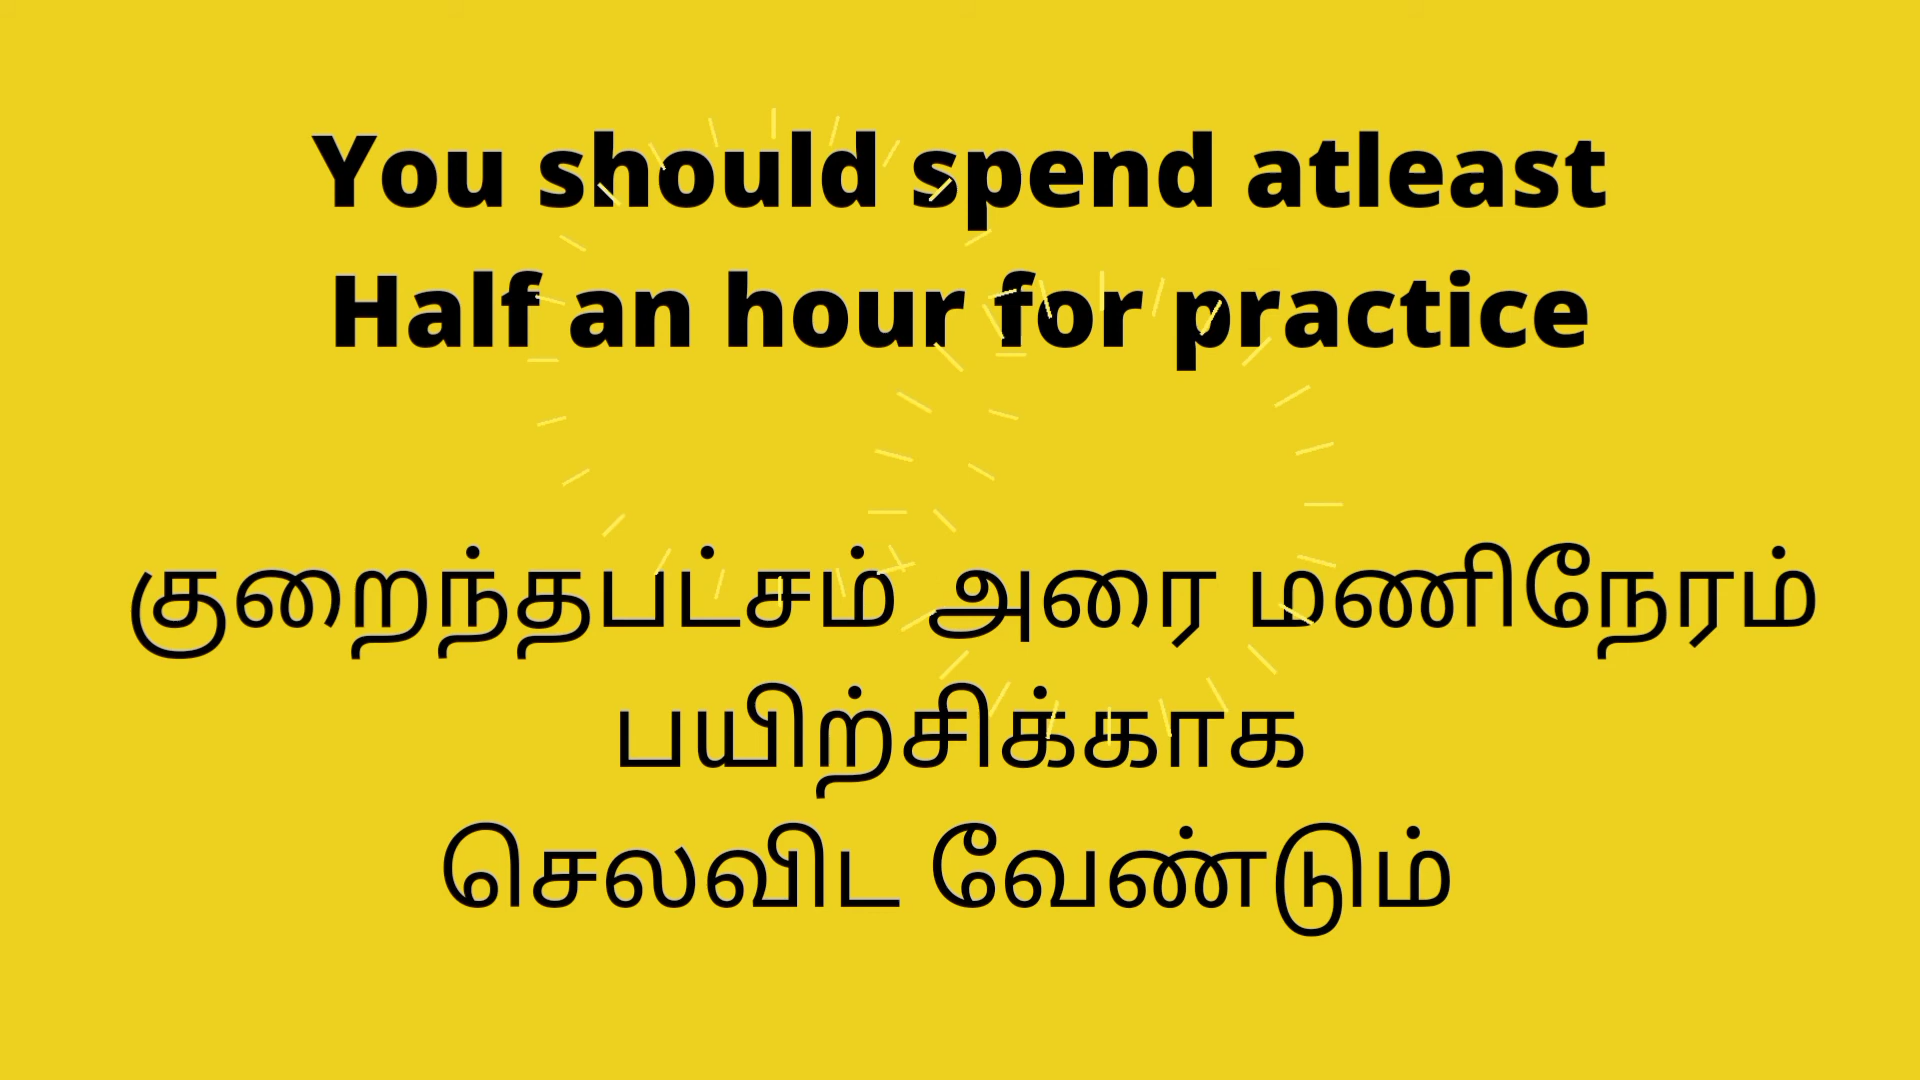 You should spend atleast
Half an hour for practice
குறைந்தபட்சம் அரை மணிநேரம்
பயிற்சிக்காக
செலவிட வேண்டும்